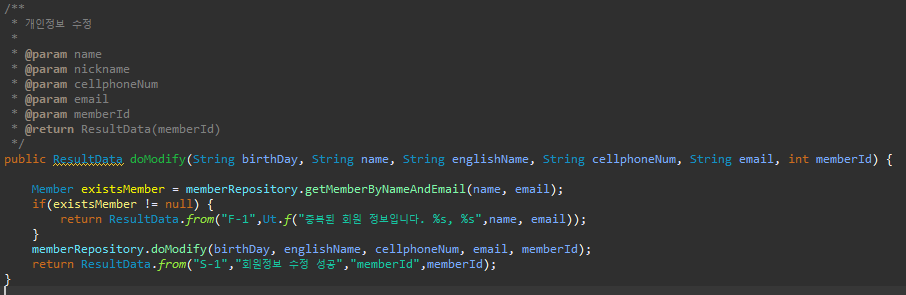 /**
 * 개인정보 수정
 *
 * @param name
 * @param nickname
 * @param cellphoneNum
 * @param email
 * @param memberId
 * @return ResultData(memberId)
 */
public ResultData doModify(String birthDay, String name, String englishName, String cellphoneNum, String email, int memberId) {
Member existsMember = memberRepository.getMemberByNameAndEmail(name, email);
if(existsMember != null) {
return ResultData.from("F-1",Ut.f("중복된 회원 정보입니다. %s, %s",name, email));
}
memberRepository.doModify(birthDay, englishName, cellphoneNum, email, memberId);
return ResultData.from("S-1","회원정보 수정 성공","memberId",memberId);
}